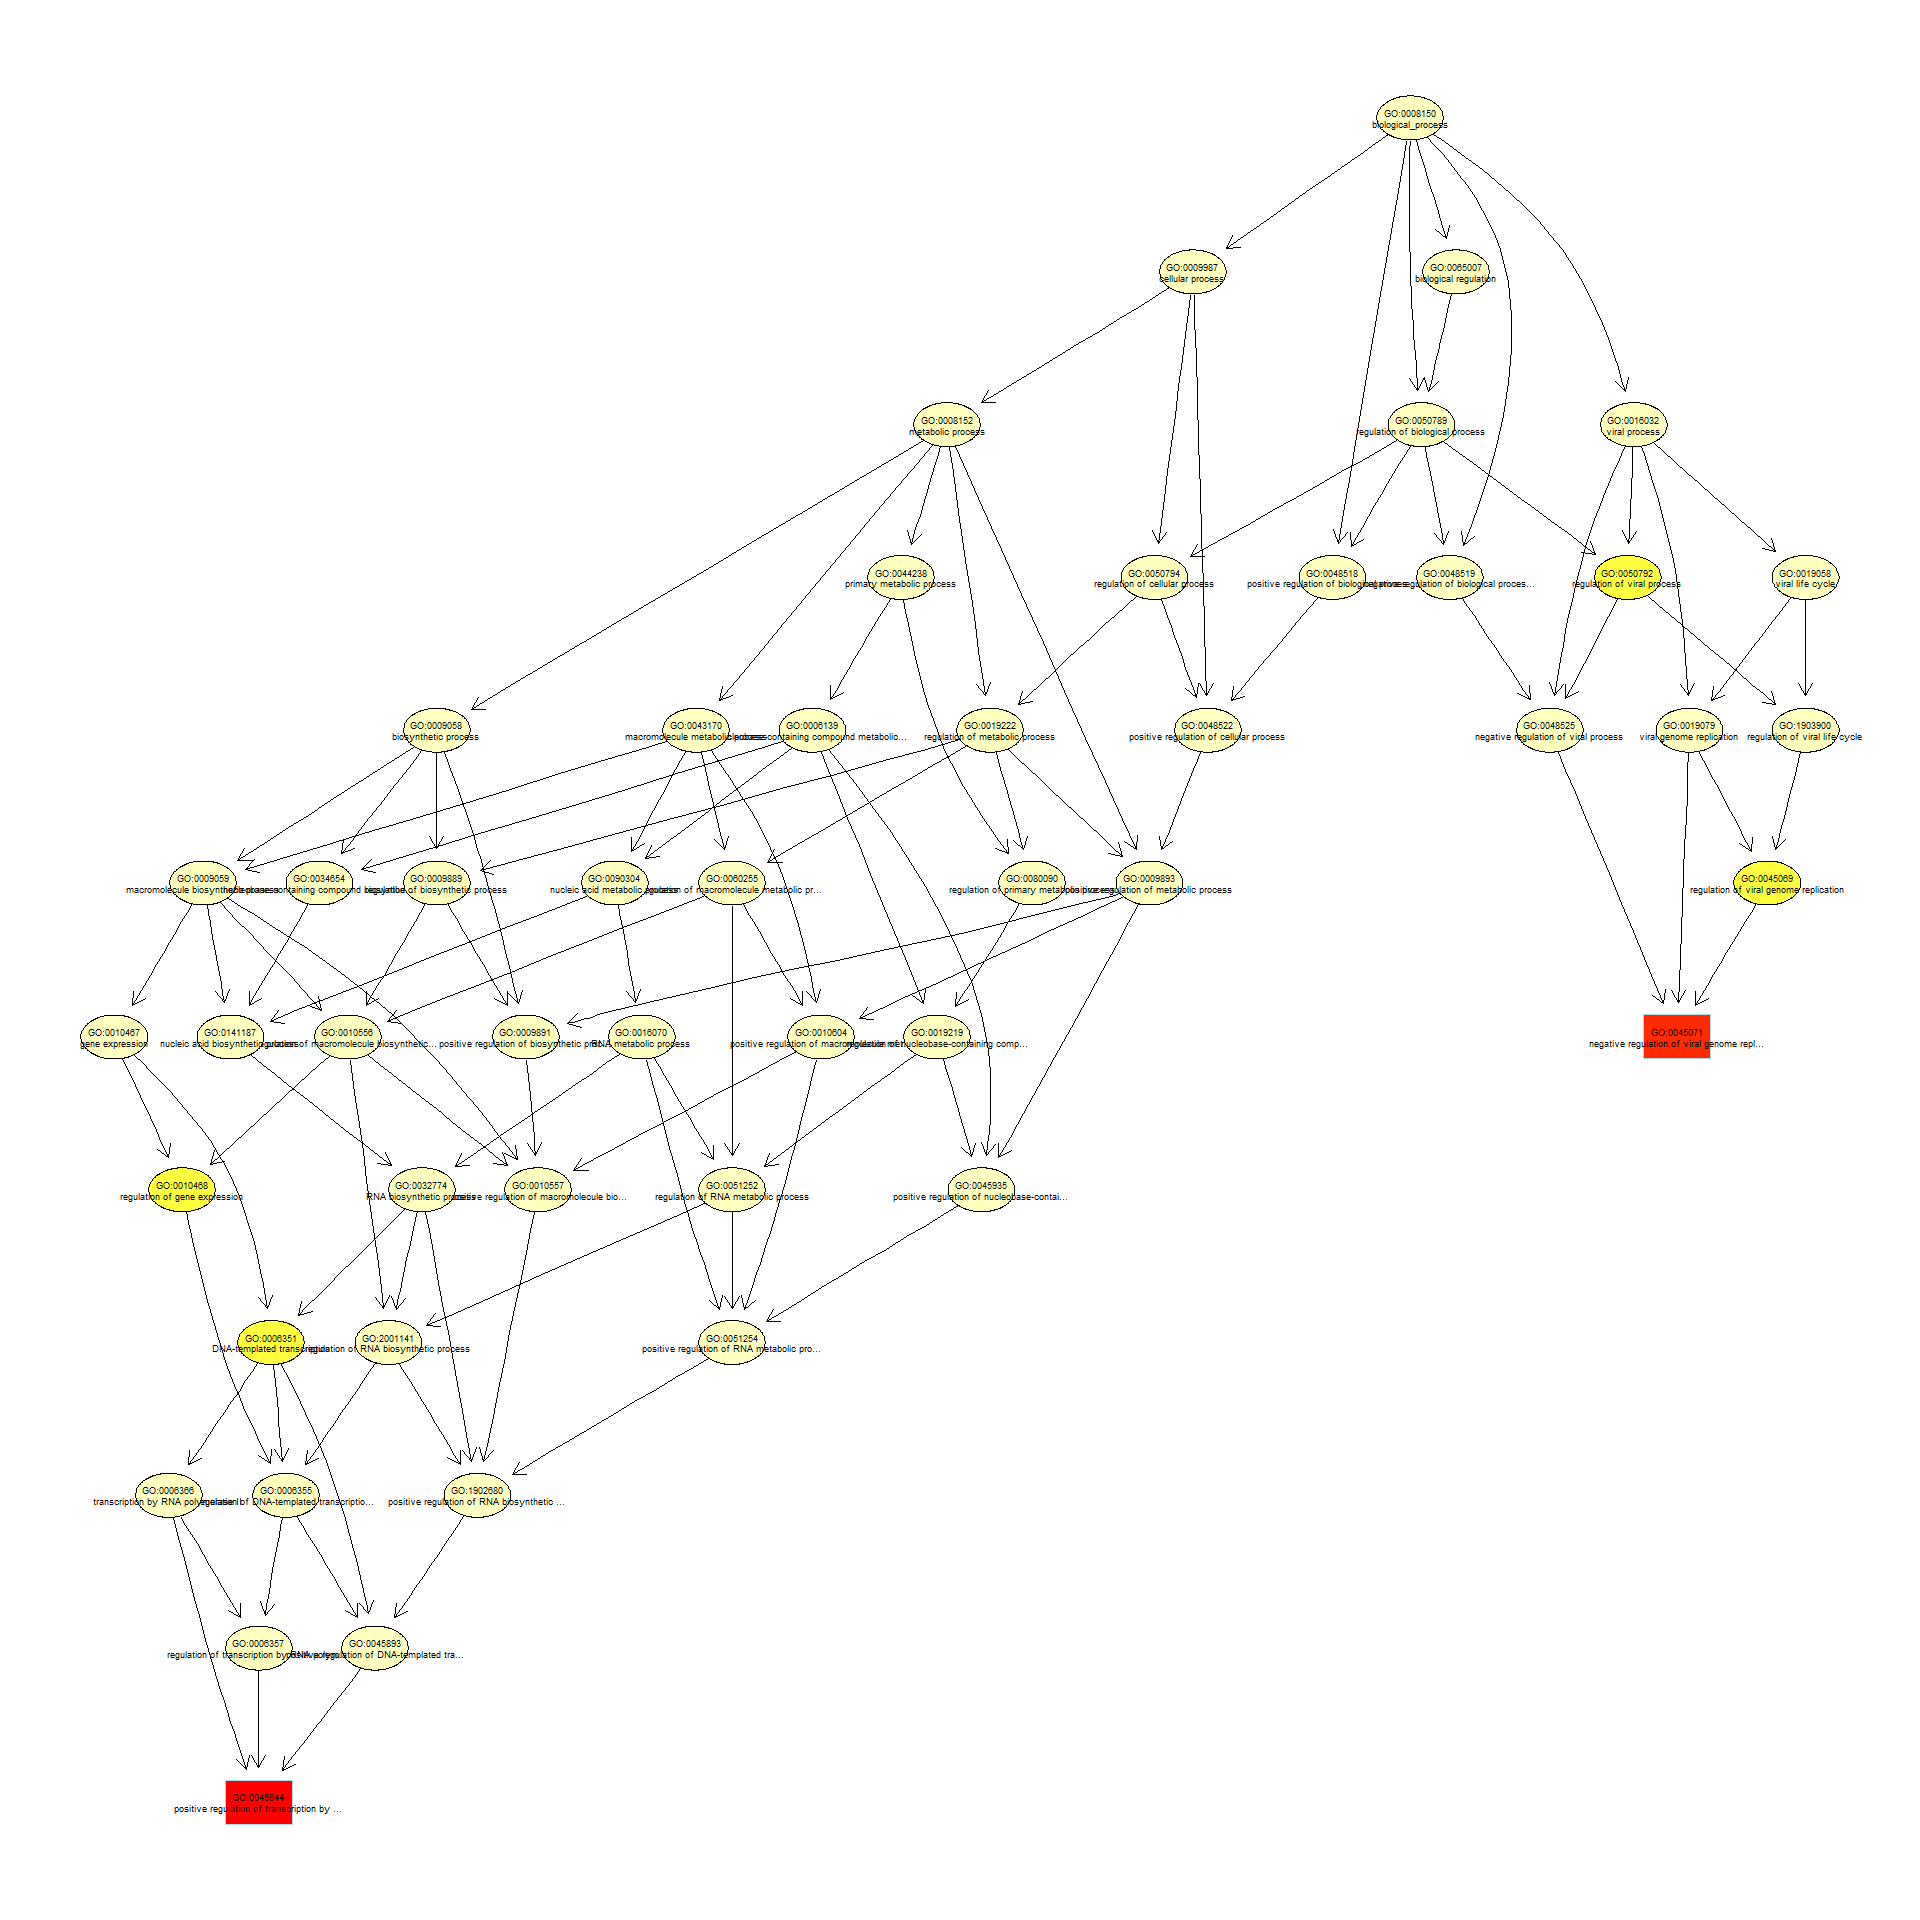 GO:0008150
biological_process
GO:0009987
cellular process
GO:0065007
biological regulation
GO:0008152
metabolic process
GO:0050789
regulation of biological process
GO:0016032
viral process
GO:0044238
primary metabolic process
GO:0050794
regulation of cellular process
GO:0048518
positive regulation of biological process
GO:0048519
negative regulation of biological proces...
GO:0050792
regulation of viral process
GO:0019058
viral life cycle
GO:0009058
biosynthetic process
GO:0043170
macromolecule metabolic process
GO:0006139
nucleobase-containing compound metabolic...
GO:0019222
regulation of metabolic process
GO:0048522
positive regulation of cellular process
GO:0048525
negative regulation of viral process
GO:0019079
viral genome replication
GO:1903900
regulation of viral life cycle
GO:0009059
macromolecule biosynthetic process
GO:0034654
nucleobase-containing compound
GO:0009889
regulation of biosynthetic process
GO:0090304
nucleic acid metabolic process
GO:0060255
regulation of macromolecule metabolic pr...
GO:0080090
regulation of primary metabolic process
GO:0009893
positive regulation of metabolic process
GO:0045069
regulation of viral genome replication
GO:0010467
gene expression
GO:0141187
nucleic acid biosynthetic process
GO:0010556
regulation of macromolecule biosynthetic...
GO:0009891
positive regulation of biosynthetic
GO:0016070
RNA metabolic process
GO:0010604
positive regulation of macromolecule met
GO:0019219
regulation of nucleobase-containing comp...
GO:0045071
negative regulation of viral genome repl...
GO:0010468
regulation of gene expression
GO:0032774
RNA biosynthetic process
GO:0010557
positive regulation of macromolecule bio...
GO:0051252
regulation of RNA metabolic process
GO:0045935
positive regulation of nucleobase-contai...
GO:0006351
DNA-templated transcription
GO:2001141
regulation of RNA biosynthetic process
GO:0051254
positive regulation of RNA metabolic pro...
GO:0006366
transcription by RNA polymerase II
GO:0006355
regulation of DNA-templated transcriptio...
GO:1902680
positive regulation of RNA biosynthetic ...
GO:0006357
regulation of transcription by RNA polym
GO:0045893
positive regulation of DNA-templated tra...
GO:0045944
positive regulation of transcription by ...